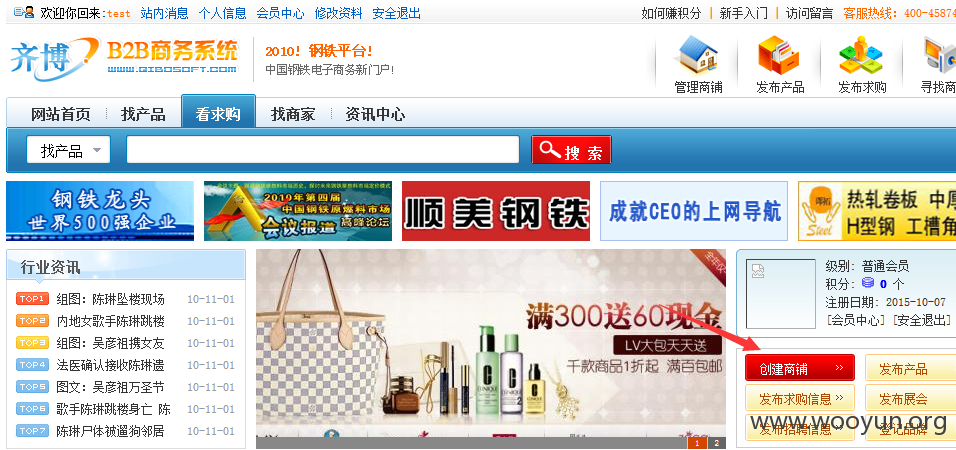 欢迎你回来:test 站内消息 个人信息 会员中心 修改资料 安全退出 如何赚积分 | 新手入门 | 访问留言 客服热线: 400-45874
齐博 B2B商务系统
www.QIBOSOFT.com
2010! 钢铁平台!
中国钢铁电子商务新门户!
管理商铺 发布产品 发布求购 寻找商
网站首页 找产品 看求购 找商家 资讯中心
找产品 搜 索
钢铁龙头
世界500强企业
2010年第四届
中国钢铁原燃料市场
会议报道 高峰论坛
顺美钢铁
成就CEO的上网导航
热轧卷板 中厚
H型钢 工槽角
Steel
行业资讯
TOP1 组图：陈琳坠楼现场 10-11-01
TOP2 内地女歌手陈琳跳楼 10-11-01
TOP3 组图：吴彦祖携女友 10-11-01
TOP4 法医确认接收陈琳遗 10-11-01
TOP5 图文：吴彦祖万圣节 10-11-01
TOP6 歌手陈琳跳楼身亡 陈 10-11-01
TOP7 陈琳尸体被遛狗邻居 10-11-01
满300送60现金
LV大包天天送
千款商品1折起 满百包邮
CLINIQUE
1 2
级别：普通会员
积分： 0 个
注册日期：2015-10-07
[会员中心] [安全退出]
创建商铺 >> 发布产品
发布求购信息>> 发布展会
发布招聘信息>> 登记品牌
www.wooyun.org